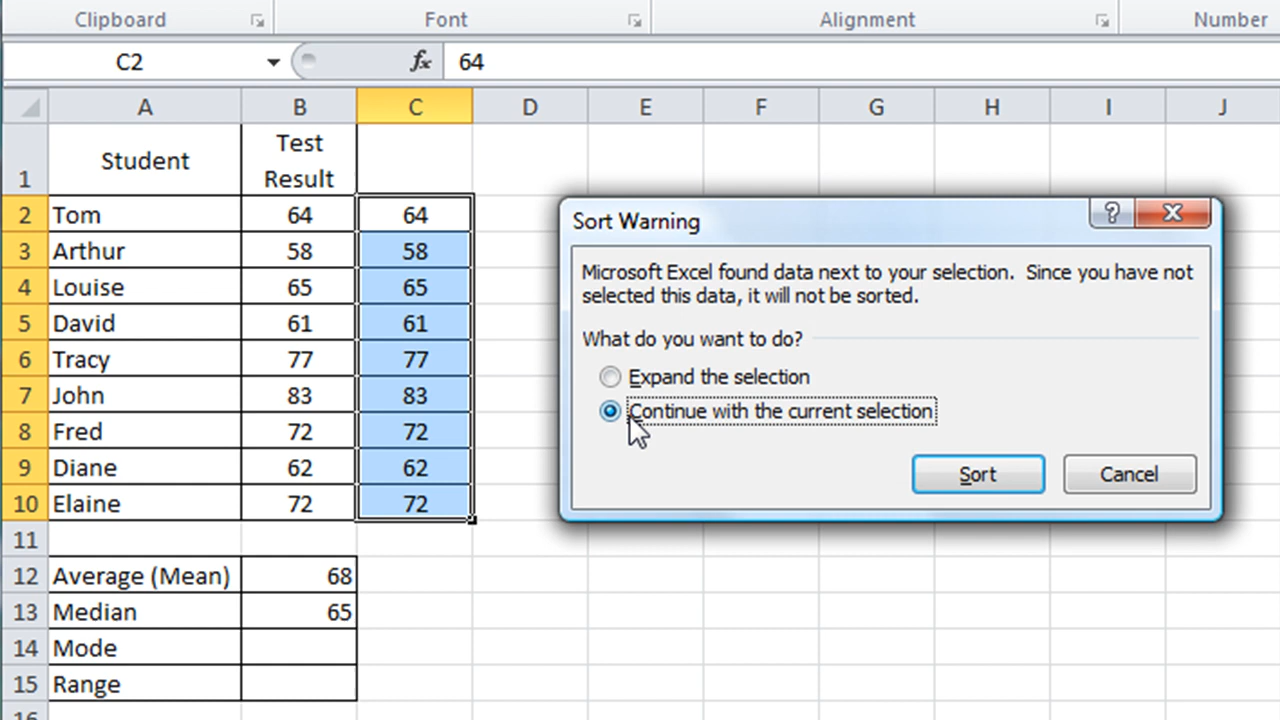 Clipboard Font Alignment Number
C2 fx 64
A B C D E F G H I J
1 Student Test Result
2 Tom 64 64
3 Arthur 58 58
4 Louise 65 65
5 David 61 61
6 Tracy 77 77
7 John 83 83
8 Fred 72 72
9 Diane 62 62
10 Elaine 72 72
11
12 Average (Mean) 68
13 Median 65
14 Mode
15 Range
16
Sort Warning
?
Microsoft Excel found data next to your selection. Since you have not
selected this data, it will not be sorted.
What do you want to do?
Expand the selection
Continue with the current selection
Sort Cancel